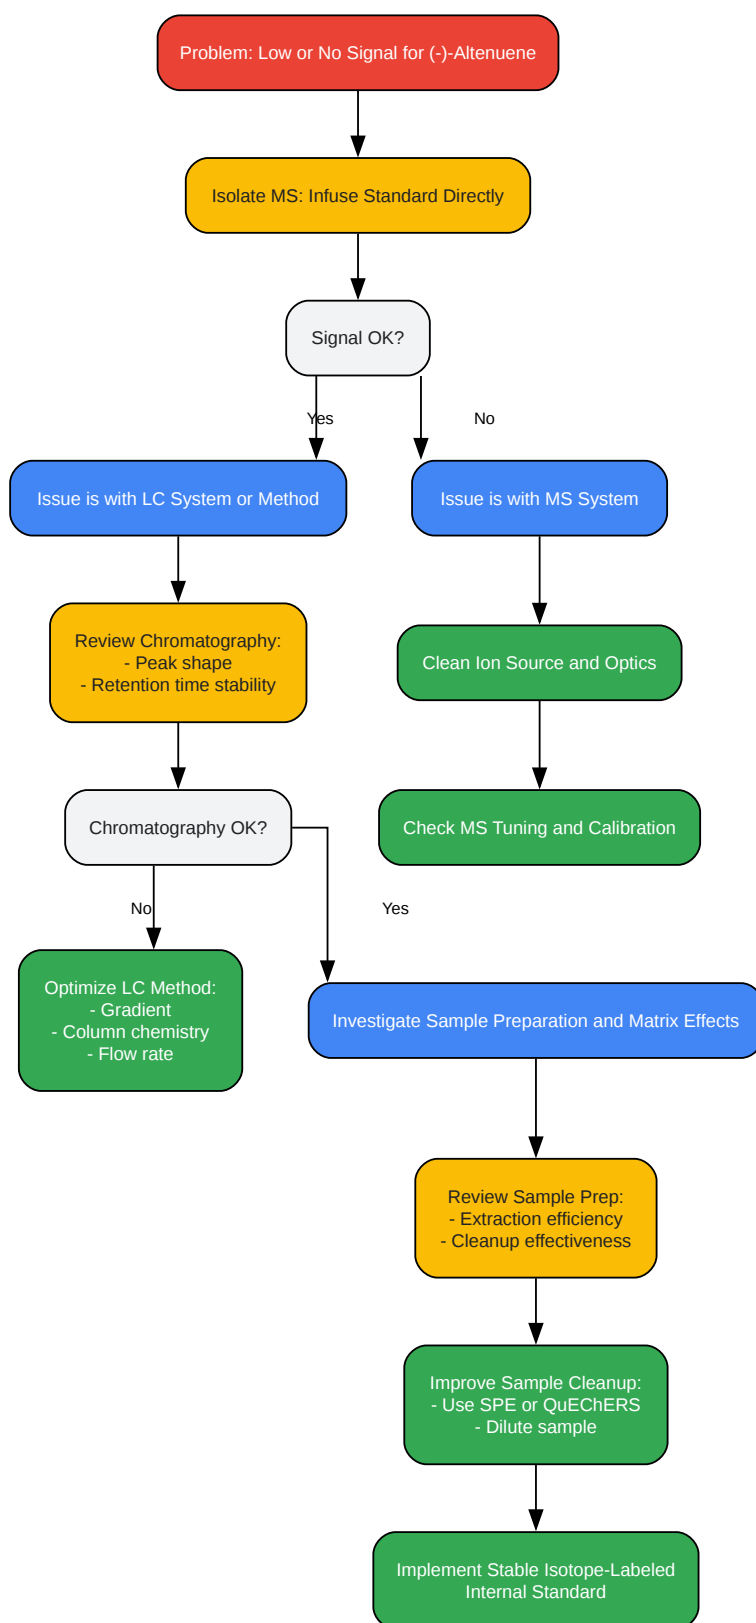 Problem: Low or No Signal for (-)-Altenuene
Isolate MS: Infuse Standard Directly
Signal OK?
Yes
No
Issue is with LC System or Method
Issue is with MS System
Review Chromatography:
- Peak shape
- Retention time stability
Clean Ion Source and Optics
Chromatography OK?
Check MS Tuning and Calibration
No
Yes
Optimize LC Method:
- Gradient
- Column chemistry
- Flow rate
Investigate Sample Preparation and Matrix Effects
Review Sample Prep:
- Extraction efficiency
- Cleanup effectiveness
Improve Sample Cleanup:
- Use SPE or QuEChERS
- Dilute sample
Implement Stable Isotope-Labeled
Internal Standard